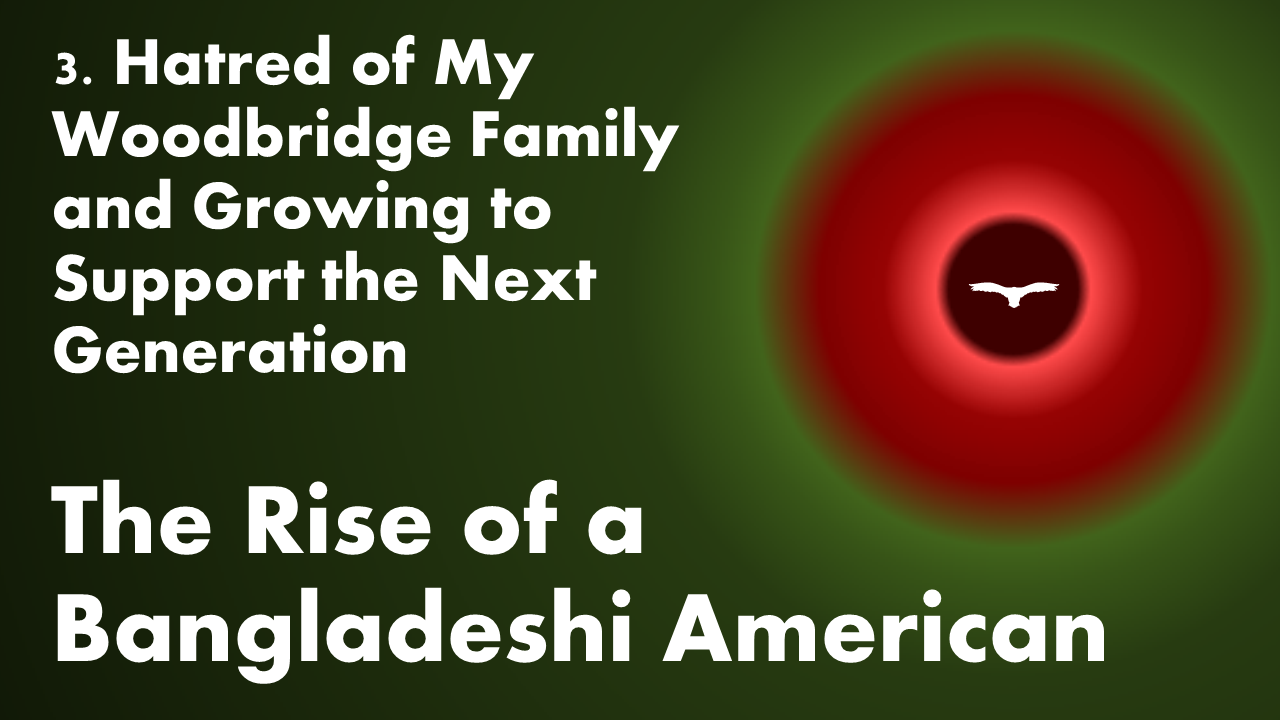 3. Hatred of My
Woodbridge Family
and Growing to
Support the Next
Generation
The Rise of a
Bangladeshi American